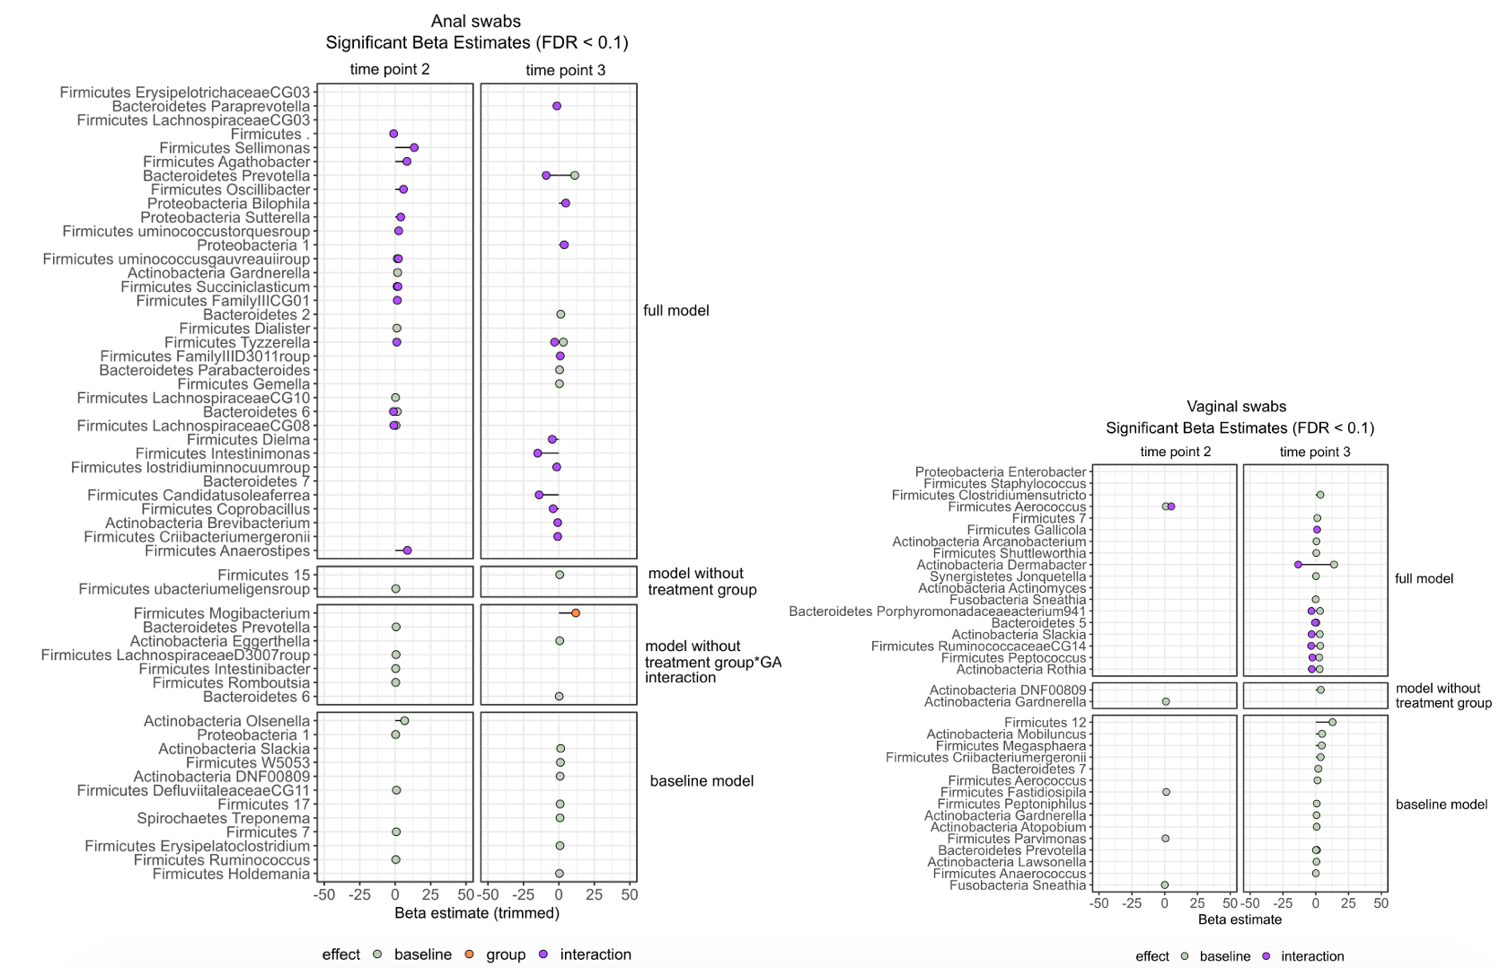 Anal swabs
Significant Beta Estimates (FDR < 0.1)
time point 2
time point 3
Firmicutes ErysipelotrichaceaeCG03
Bacteroidetes Paraprevotella
Firmicutes LachnospiraceaeCG03
Firmicutes .
Firmicutes Sellimonas
Firmicutes Agathobacter
Bacteroidetes Prevotella
Firmicutes Oscillibacter
Proteobacteria Bilophila
Proteobacteria Sutterella
Firmicutes uminococcustorquesroup
Proteobacteria 1
Firmicutes uminococcusgauvreauiiroup
Actinobacteria Gardnerella
Firmicutes Succiniclasticum
Firmicutes FamilyIIICG01
Bacteroidetes 2
Firmicutes Dialister
Firmicutes Tyzzerella
Firmicutes FamilyIIID3011roup
Bacteroidetes Parabacteroides
Firmicutes Gemella
Firmicutes LachnospiraceaeCG10
Bacteroidetes 6
Firmicutes LachnospiraceaeCG08
Firmicutes Dielma
Firmicutes Intestinimonas
Firmicutes lostridiuminnocuumroup
Bacteroidetes 7
Firmicutes Candidatusoleaferrea
Firmicutes Coprobacillus
Actinobacteria Brevibacterium
Firmicutes Criibacteriumergeronii
Firmicutes Anaerostipes
full model
Firmicutes 15
Firmicutes ubacteriumeligensroup
model without
treatment group
Firmicutes Mogibacterium
Bacteroidetes Prevotella
Actinobacteria Eggerthella
Firmicutes LachnospiraceaeD3007roup
Firmicutes Intestinibacter
Firmicutes Romboutsia
Bacteroidetes 6
model without
treatment group*GA
interaction
Actinobacteria Olsenella
Proteobacteria 1
Actinobacteria Slackia
Firmicutes W5053
Actinobacteria DNF00809
Firmicutes DefluviitaleaceaeCG11
Firmicutes 17
Spirochaetes Treponema
Firmicutes 7
Firmicutes Erysipelatoclostridium
Firmicutes Ruminococcus
Firmicutes Holdemania
baseline model
-50 -25 0 25 50 -50 -25 0 25 50
Beta estimate (trimmed)
effect baseline group interaction
Vaginal swabs
Significant Beta Estimates (FDR < 0.1)
time point 2
time point 3
Proteobacteria Enterobacter
Firmicutes Staphylococcus
Firmicutes Clostridiumensutricto
Firmicutes Aerococcus
Firmicutes 7
Firmicutes Gallicola
Actinobacteria Arcanobacterium
Firmicutes Shuttleworthia
Actinobacteria Dermabacter
Synergistetes Jonquetella
Actinobacteria Actinomyces
Fusobacteria Sneathia
Bacteroidetes Porphyromonadaceaeacterium941
Bacteroidetes 5
Actinobacteria Slackia
Firmicutes RuminococcaceaeCG14
Firmicutes Peptococcus
Actinobacteria Rothia
full model
Actinobacteria DNF00809
Actinobacteria Gardnerella
model without
treatment group
Firmicutes 12
Actinobacteria Mobiluncus
Firmicutes Megasphaera
Firmicutes Criibacteriumergeronii
Bacteroidetes 7
Firmicutes Aerococcus
Firmicutes Fastidiosipila
Firmicutes Peptoniphilus
Actinobacteria Gardnerella
Actinobacteria Atopobium
Firmicutes Parvimonas
Bacteroidetes Prevotella
Actinobacteria Lawsonella
Firmicutes Anaerococcus
Fusobacteria Sneathia
baseline model
-50 -25 0 25 50 -50 -25 0 25 50
Beta estimate
effect baseline interaction